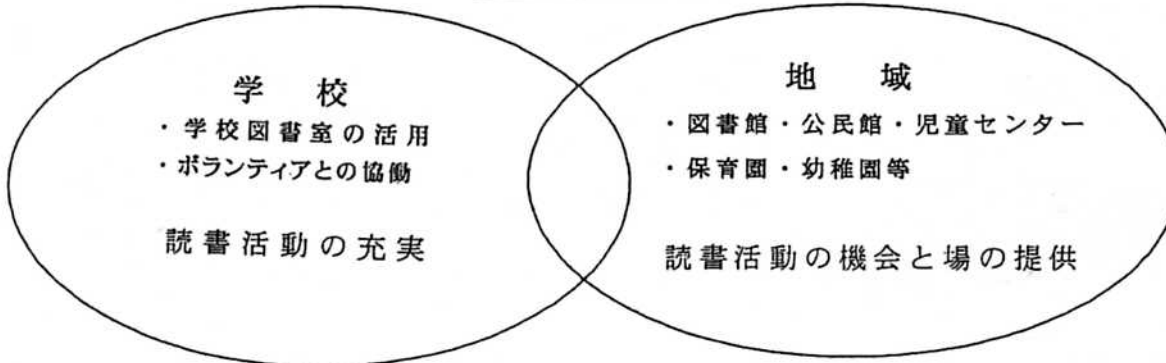 学校
・学校図書室の活用
・ボランティアとの協働
読書活動の充実
地域
・図書館・公民館・児童センター
・保育園・幼稚園等
読書活動の機会と場の提供